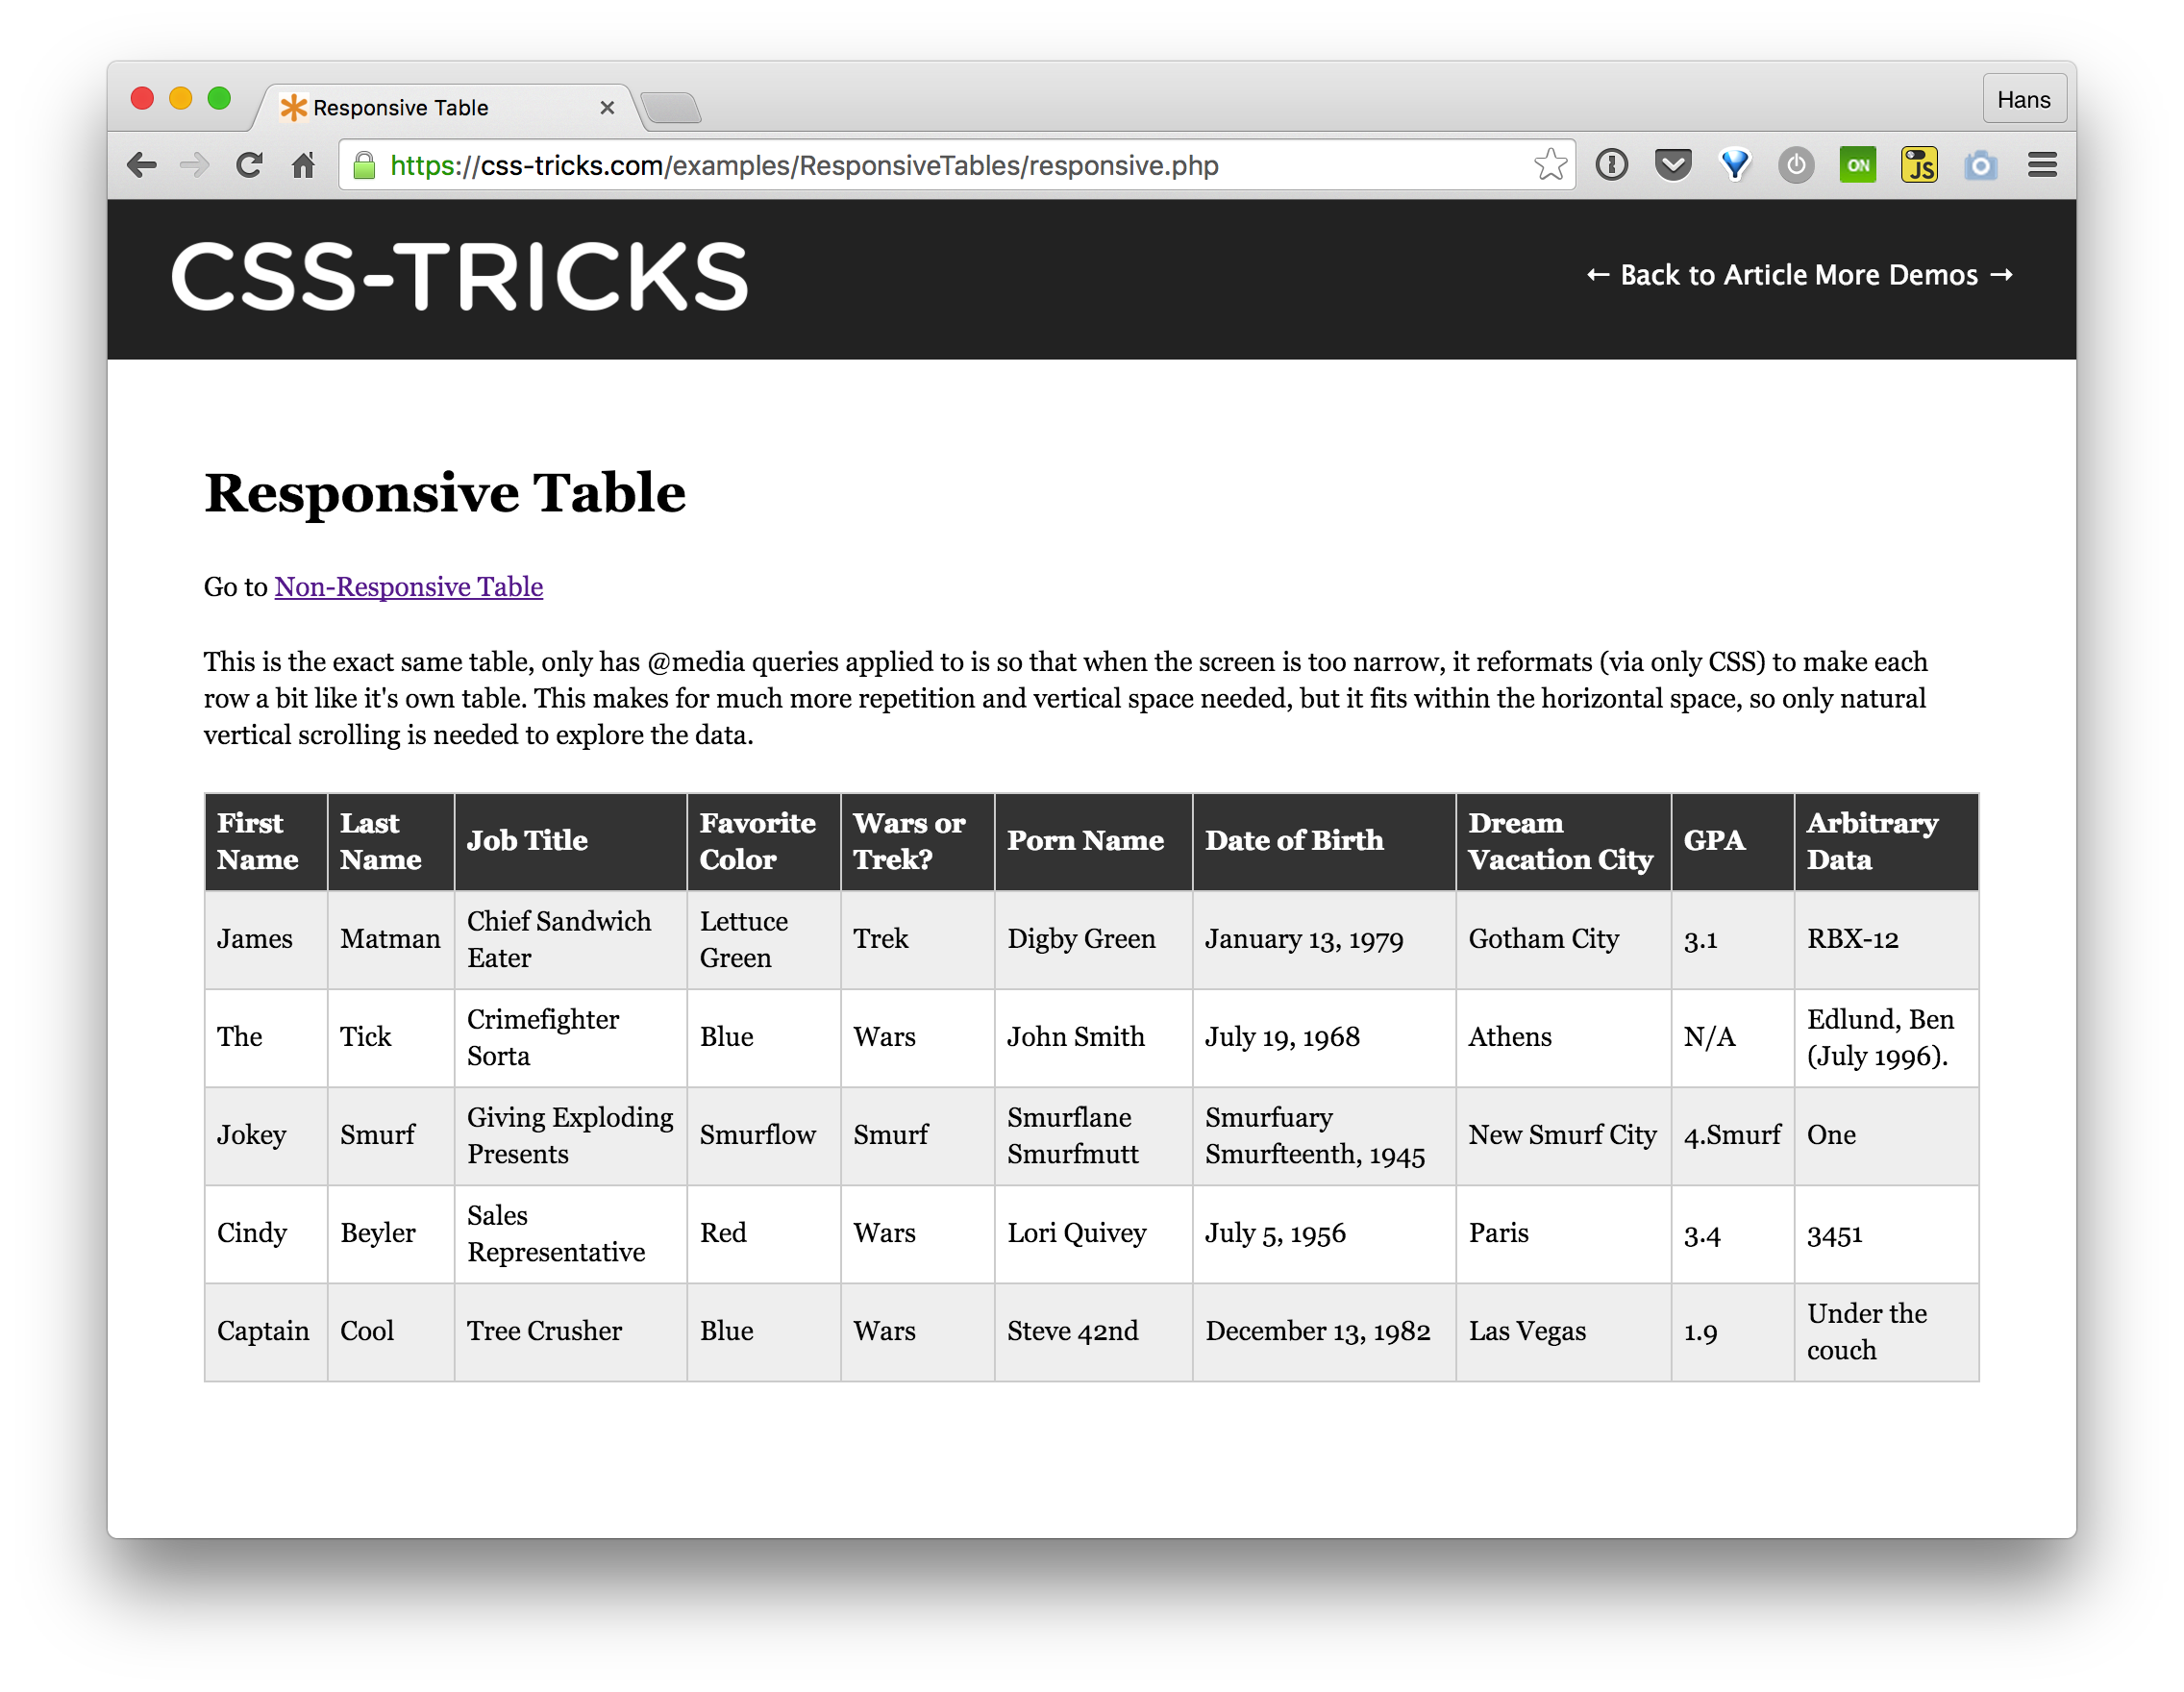 Responsive Table
Hans
https://css-tricks.com/examples/ResponsiveTables/responsive.php
ON
JS
CSS-TRICKS
← Back to Article More Demos →
Responsive Table
Go to Non-Responsive Table
This is the exact same table, only has @media queries applied to is so that when the screen is too narrow, it reformats (via only CSS) to make each
row a bit like it's own table. This makes for much more repetition and vertical space needed, but it fits within the horizontal space, so only natural
vertical scrolling is needed to explore the data.
First Name Last Name Job Title Favorite Color Wars or Trek? Porn Name Date of Birth Dream Vacation City GPA Arbitrary Data
James Matman Chief Sandwich Eater Lettuce Green Trek Digby Green January 13, 1979 Gotham City 3.1 RBX-12
The Tick Crimefighter Sorta Blue Wars John Smith July 19, 1968 Athens N/A Edlund, Ben (July 1996).
Jokey Smurf Giving Exploding Presents Smurflow Smurf Smurflane Smurfmutt Smurfuary Smurfteenth, 1945 New Smurf City 4.Smurf One
Cindy Beyler Sales Representative Red Wars Lori Quivey July 5, 1956 Paris 3.4 3451
Captain Cool Tree Crusher Blue Wars Steve 42nd December 13, 1982 Las Vegas 1.9 Under the couch